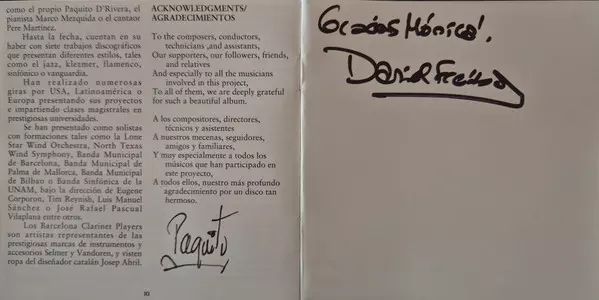 como el propio Paquito D'Rivera, el
pianista Marco Mezquida o el cantaor
Pere Martínez.
Hasta la fecha, cuentan en su
haber con siete trabajos discográficos
que presentan diferentes estilos, tales
como el jazz, klezmer, flamenco,
sinfónico o vanguardia.
Han realizado numerosas
giras por USA, Latinoamérica o
Europa presentando sus proyectos
e impartiendo clases magistrales en
prestigiosas universidades.
Se han presentado como solistas
con formaciones tales como la Lone
Star Wind Orchestra, North Texas
Wind Symphony, Banda Municipal
de Barcelona, Banda Municipal de
Palma de Mallorca, Banda Municipal
de Bilbao o Banda Sinfónica de la
UNAM, bajo la dirección de Eugene
Corporon, Tim Reynish, Luis Manuel
Sánchez o José Rafael Pascual
Vilaplana entre otros.
Los Barcelona Clarinet Players
son artistas representantes de las
prestigiosas marcas de instrumentos y
accesorios Selmer y Vandoren, y visten
ropa del diseñador catalán Josep Abril.
ACKNOWLEDGMENTS/
AGRADECIMIENTOS
To the composers, conductors,
technicians ,and assistants,
Our supporters, our followers, friends,
and relatives
And especially to all the musicians
involved in this project,
To all of them, we are deeply grateful
for such a beautiful album.
A los compositores, directores,
técnicos y asistentes
A nuestros mecenas, seguidores,
amigos y familiares,
Y muy especialmente a todos los
músicos que han participado en
este proyecto,
A todos ellos, nuestro más profundo
agradecimiento por un disco tan
hermoso.
Paquito
Mónica!
David